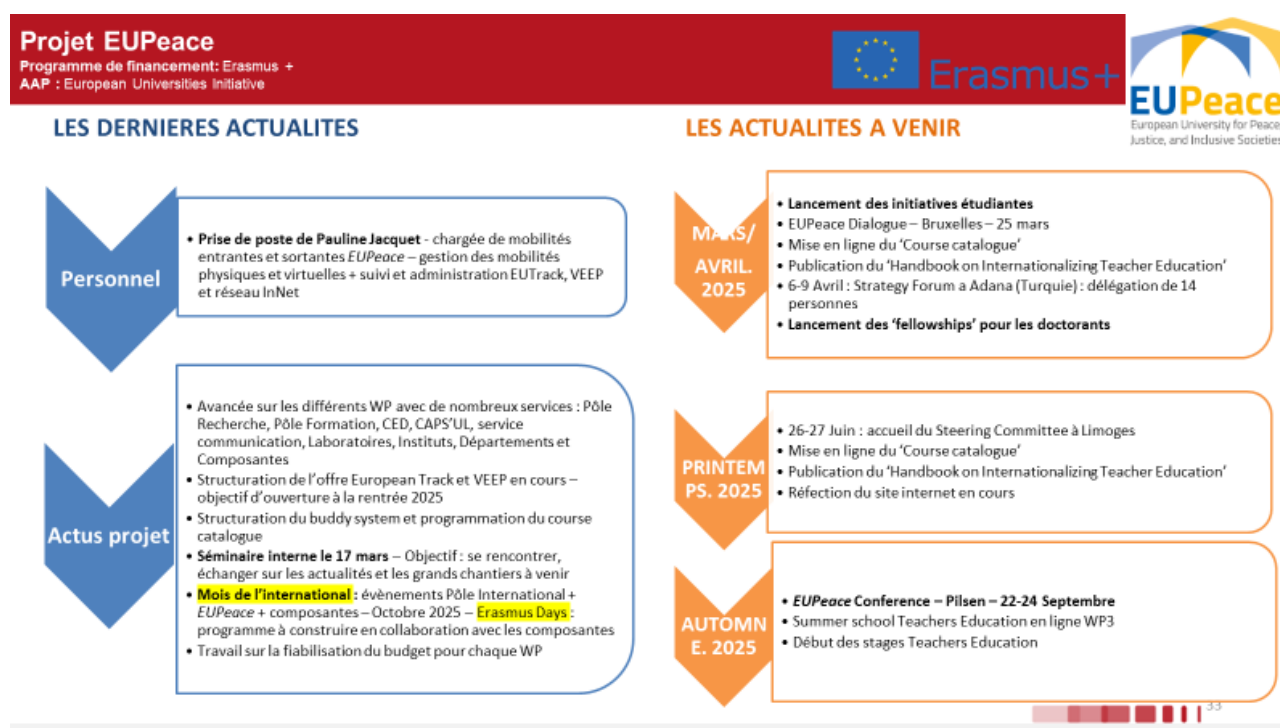 Projet EUPeace
Programme de financement: Erasmus +
AAP : European Universities Initiative
Erasmus+
EUPeace
European University for Peace,
Justice, and Inclusive Societies
LES DERNIERES ACTUALITES
Personnel
• Prise de poste de Pauline Jacquet - chargée de mobilités
entrantes et sortantes EUPeace – gestion des mobilités
physiques et virtuelles + suivi et administration EUTrack, VEEP
et réseau InNet
Actus projet
• Avancée sur les différents WP avec de nombreux services : Pôle
Recherche, Pôle Formation, CED, CAPS'UL, service
communication, Laboratoires, Instituts, Départements et
Composantes
• Structuration de l'offre European Track et VEEP en cours –
objectif d'ouverture à la rentrée 2025
• Structuration du buddy system et programmation du course
catalogue
• Séminaire interne le 17 mars – Objectif : se rencontrer,
échanger sur les actualités et les grands chantiers à venir
• Mois de l'international : évènements Pôle International +
EUPeace + composantes – Octobre 2025 – Erasmus Days :
programme à construire en collaboration avec les composantes
• Travail sur la fiabilisation du budget pour chaque WP
LES ACTUALITES A VENIR
MARS/
AVRIL.
2025
• Lancement des initiatives étudiantes
• EUPeace Dialogue – Bruxelles – 25 mars
• Mise en ligne du 'Course catalogue'
• Publication du 'Handbook on Internationalizing Teacher Education'
• 6-9 Avril : Strategy Forum a Adana (Turquie) : délégation de 14
personnes
• Lancement des 'fellowships' pour les doctorants
PRINTEM
PS. 2025
• 26-27 Juin : accueil du Steering Committee à Limoges
• Mise en ligne du 'Course catalogue'
• Publication du 'Handbook on Internationalizing Teacher Education'
• Réfection du site internet en cours
AUTOMN
E. 2025
• EUPeace Conference – Pilsen – 22-24 Septembre
• Summer school Teachers Education en ligne WP3
• Début des stages Teachers Education
33